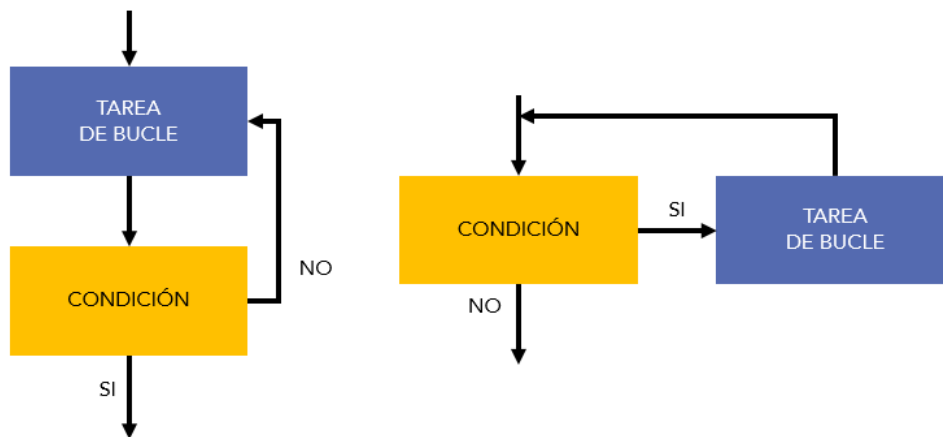 TAREA
DE BUCLE
NO
CONDICIÓN
SI
CONDICIÓN
SI
TAREA
DE BUCLE
NO